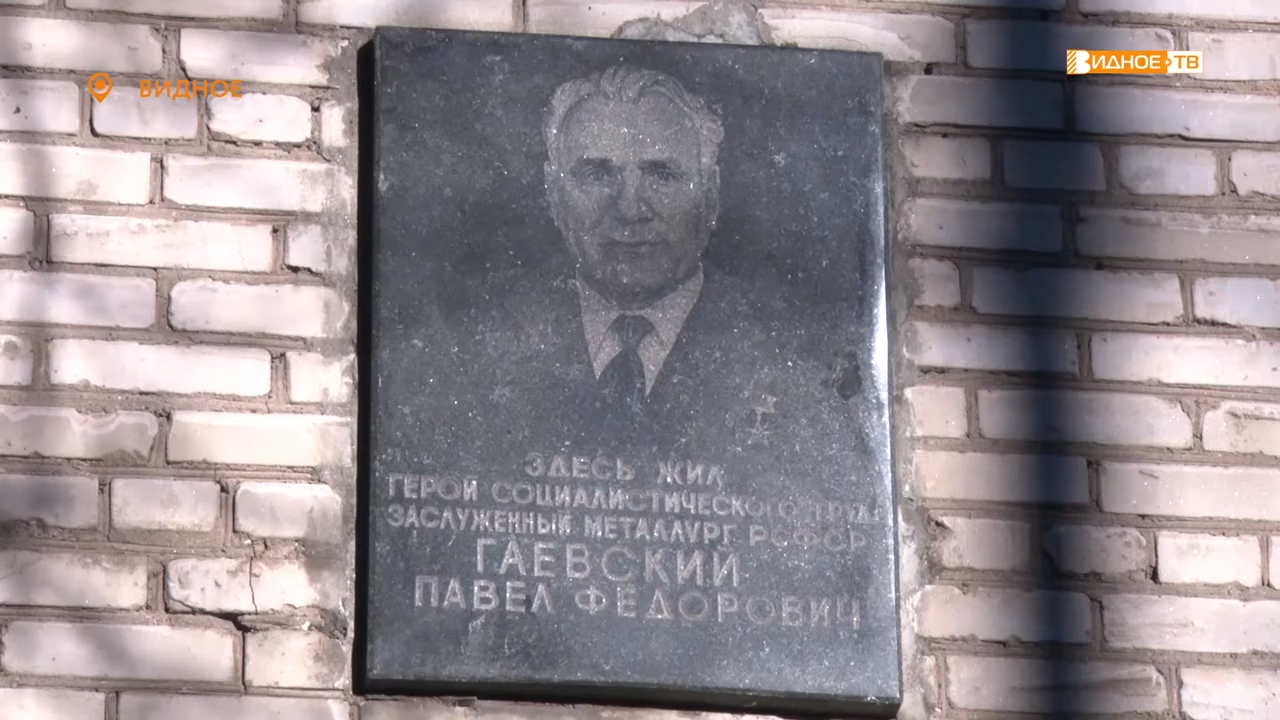 ВИДНОЕ
ВИДНОЕ ТВ
ЗДЕСЬ ЖИЛ
ГЕРОЙ СОЦИАЛИСТИЧЕСКОГО ТРУДА
ЗАСЛУЖЕННЫЙ МЕТАЛЛУРГ РСФСР
ГАЕВСКИЙ
ПАВЕЛ ФЕДОРОВИЧ